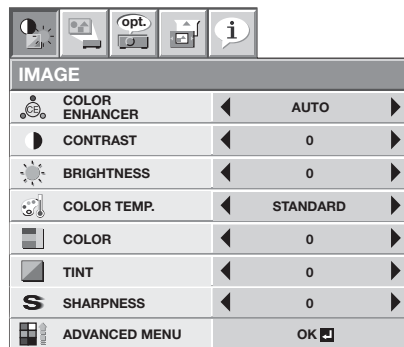 opt.
i
IMAGE
CE
COLOR
ENHANCER
AUTO
CONTRAST
0
BRIGHTNESS
0
COLOR TEMP.
STANDARD
COLOR
0
TINT
0
S SHARPNESS
0
ADVANCED MENU
OK